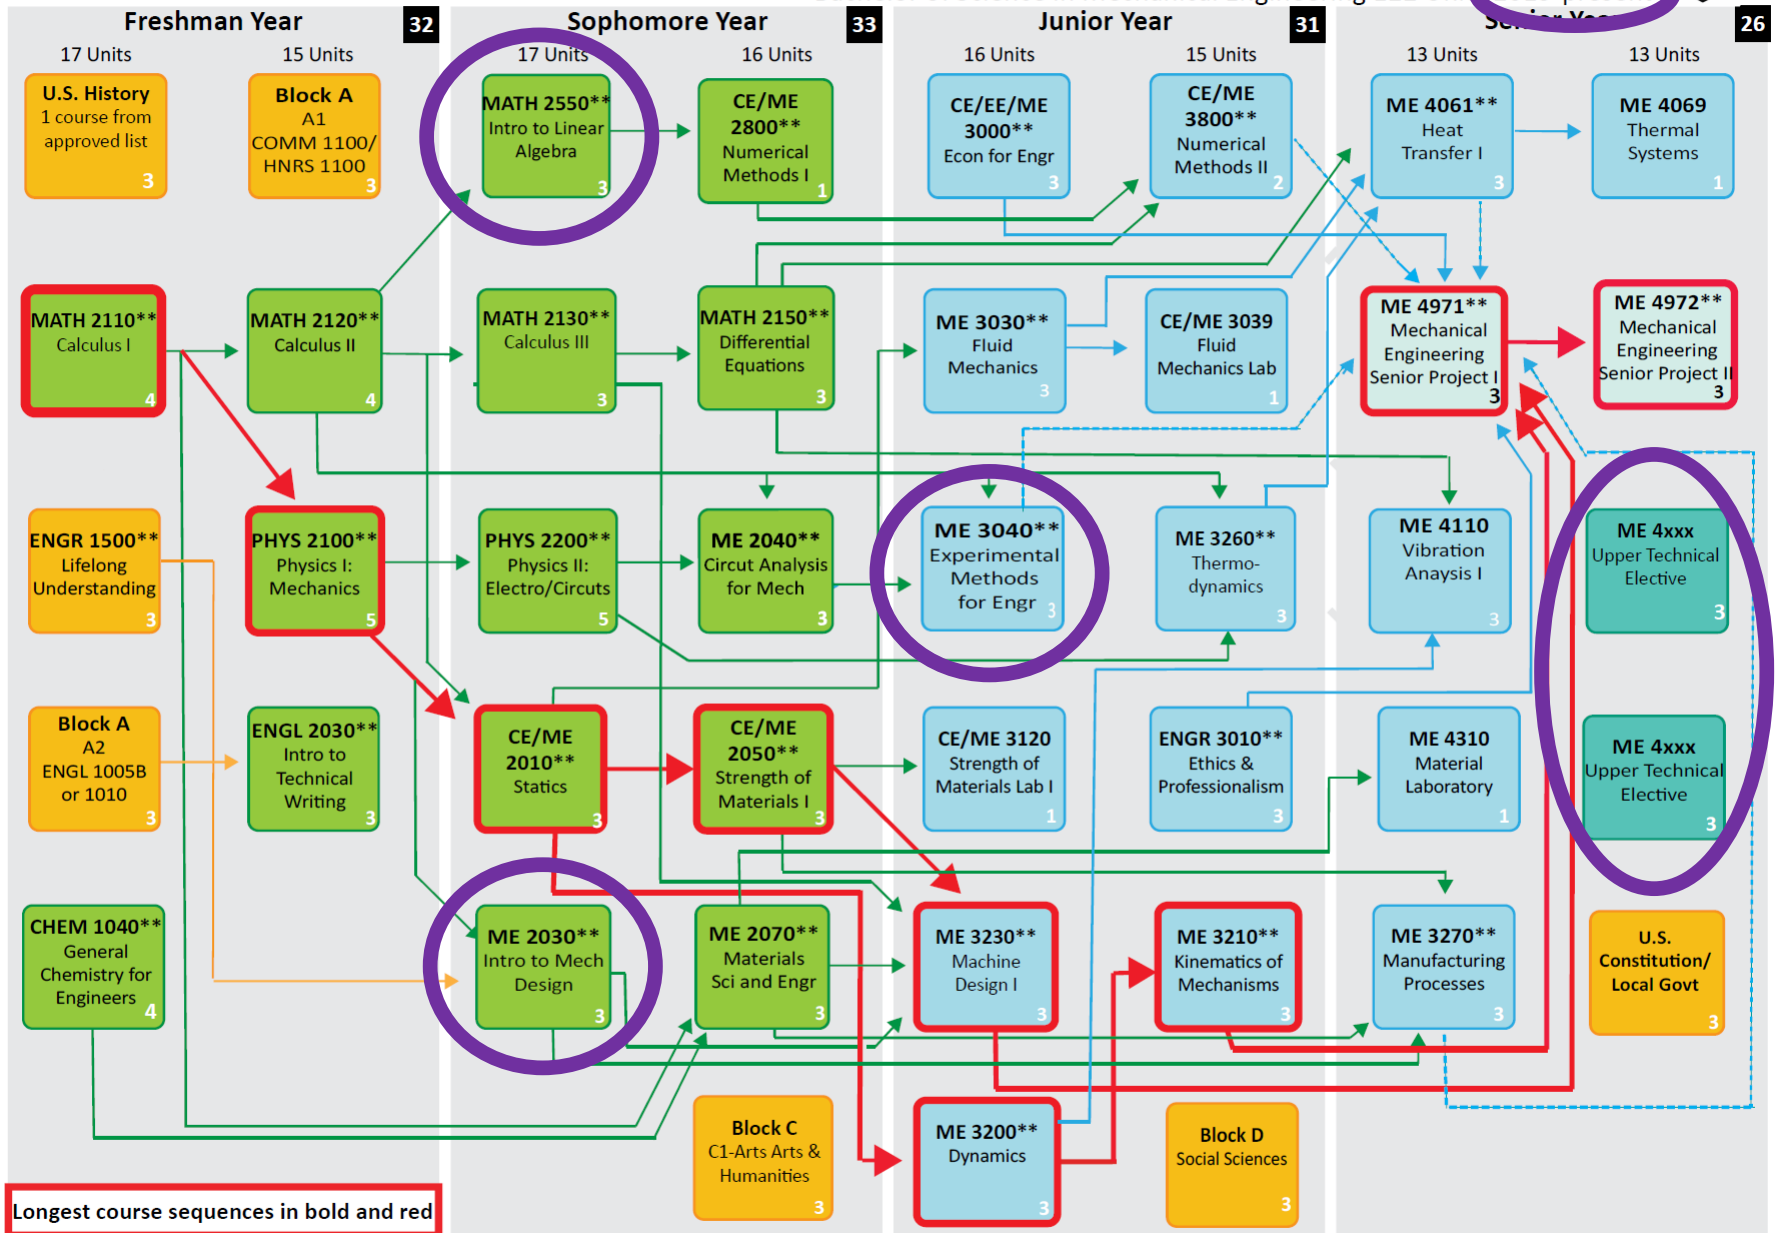 Bachelor of Science in Mechanical Engineering
Freshman Year
32
Sophomore Year
33
Junior Year
31
Senior Year
26
17 Units
15 Units
17 Units
16 Units
16 Units
15 Units
13 Units
13 Units
U.S. History
1 course from
approved list
3
Block A
A1
COMM 1100/
HNRS 1100
3
MATH 2550**
Intro to Linear
Algebra
3
CE/ME
2800**
Numerical
Methods I
1
CE/EE/ME
3000**
Econ for Engr
3
CE/ME
3800**
Numerical
Methods II
2
ME 4061**
Heat
Transfer I
3
ME 4069
Thermal
Systems
1
MATH 2110**
Calculus I
4
MATH 2120**
Calculus II
4
MATH 2130**
Calculus III
3
MATH 2150**
Differential
Equations
3
ME 3030**
Fluid
Mechanics
3
CE/ME 3039
Fluid
Mechanics Lab
1
ME 4971**
Mechanical
Engineering
Senior Project I
3
ME 4972**
Mechanical
Engineering
Senior Project II
3
ENGR 1500**
Lifelong
Understanding
3
PHYS 2100**
Physics I:
Mechanics
5
PHYS 2200**
Physics II:
Electro/Circuts
5
ME 2040**
Circut Analysis
for Mech
3
ME 3040**
Experimental
Methods
for Engr
3
ME 3260**
Thermo-
dynamics
3
ME 4110
Vibration
Anaysis I
3
ME 4xxx
Upper Technical
Elective
3
Block A
A2
ENGL 1005B
or 1010
3
ENGL 2030**
Intro to
Technical
Writing
3
CE/ME
2010**
Statics
3
CE/ME
2050**
Strength of
Materials I
3
CE/ME 3120
Strength of
Materials Lab I
1
ENGR 3010**
Ethics &
Professionalism
3
ME 4310
Material
Laboratory
1
ME 4xxx
Upper Technical
Elective
3
CHEM 1040**
General
Chemistry for
Engineers
4
ME 2030**
Intro to Mech
Design
3
ME 2070**
Materials
Sci and Engr
3
ME 3230**
Machine
Design I
3
ME 3210**
Kinematics of
Mechanisms
3
ME 3270**
Manufacturing
Processes
3
U.S.
Constitution/
Local Govt
3
Block C
C1-Arts Arts &
Humanities
3
ME 3200**
Dynamics
3
Block D
Social Sciences
3
Longest course sequences in bold and red